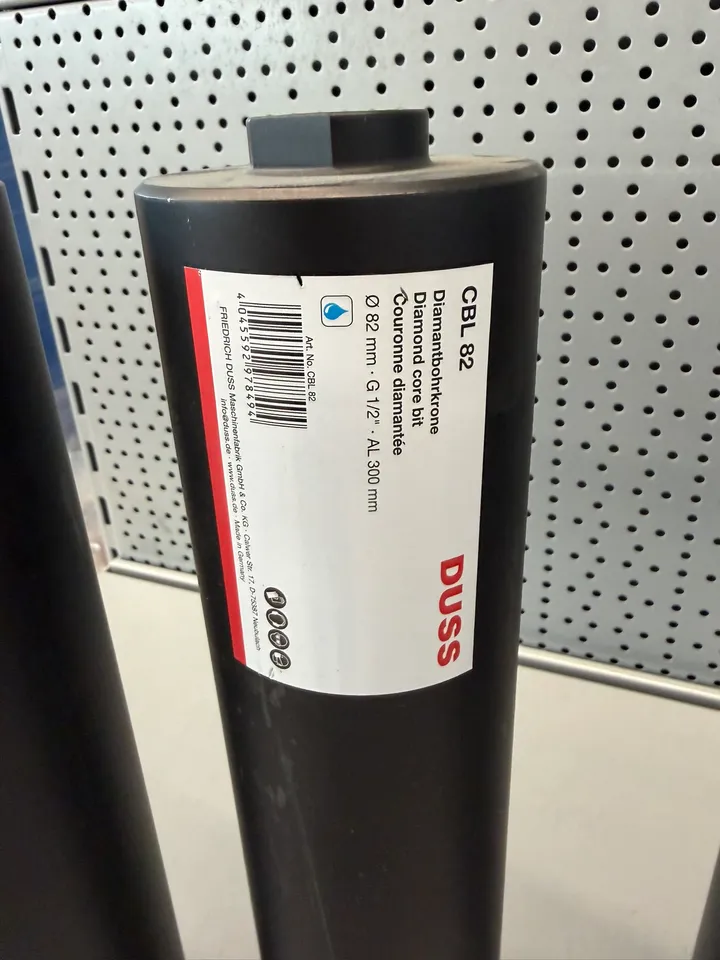 CBL 82
Diamantbohrkrone
Diamond core bit
Couronne diamantée
Ø 82 mm · G 1/2" · AL 300 mm
DUSS
Art. No. CBL 82
4 045592 978494
FRIEDRICH DUSS Maschinenfabrik GmbH & Co. KG · Calwer Str. 17, D-75387 Neubulach
info@duss.de · www.duss.de · Made in Germany